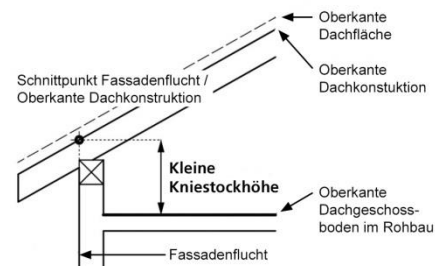 Oberkante
Dachfläche
Schnittpunkt Fassadenflucht /
Oberkante Dachkonstruktion
Oberkante
Dachkonstuktion
Kleine
Kniestockhöhe
Oberkante
Dachgeschoss-
boden im Rohbau
Fassadenflucht